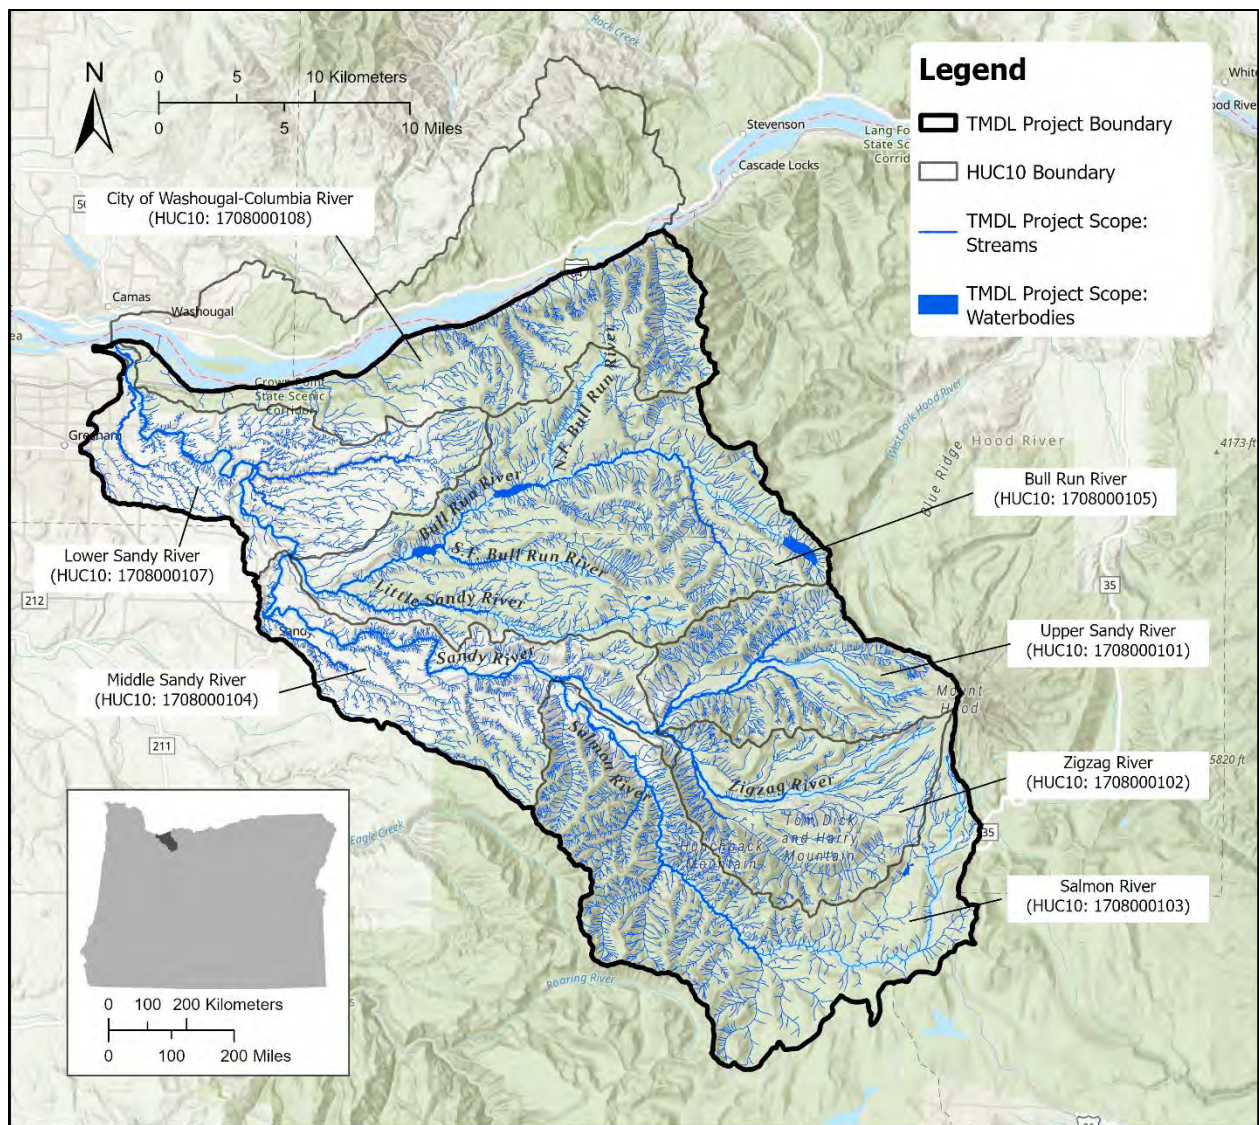 Rock Creek
N
0 5 10 Kilometers
0 5 10 Miles
Legend
TMDL Project Boundary
HUC10 Boundary
TMDL Project Scope:
Streams
TMDL Project Scope:
Waterbodies
Stevenson
Cascade Locks
City of Washougal-Columbia River
(HUC10: 1708000108)
Camas
Washougal
84
Crown Point
State Scenic
Corridor
N.F. Bull Run River
West Fork Hood River
Hood River
Blue Ridge
4173 ft
Bull Run River
(HUC10: 1708000105)
Bull Run River
S.F. Bull Run River
Little Sandy River
Lower Sandy River
(HUC10: 1708000107)
212
35
Sandy
Sandy River
Upper Sandy River
(HUC10: 1708000101)
Middle Sandy River
(HUC10: 1708000104)
Mount
Hood
211
Salmon River
Zigzag River
Zigzag River
(HUC10: 1708000102)
5820 ft
Tom Dick
and Harry
Mountain
Hunchback
Mountain
35
Eagle Creek
Salmon River
(HUC10: 1708000103)
Roaring River
0 100 200 Kilometers
0 100 200 Miles